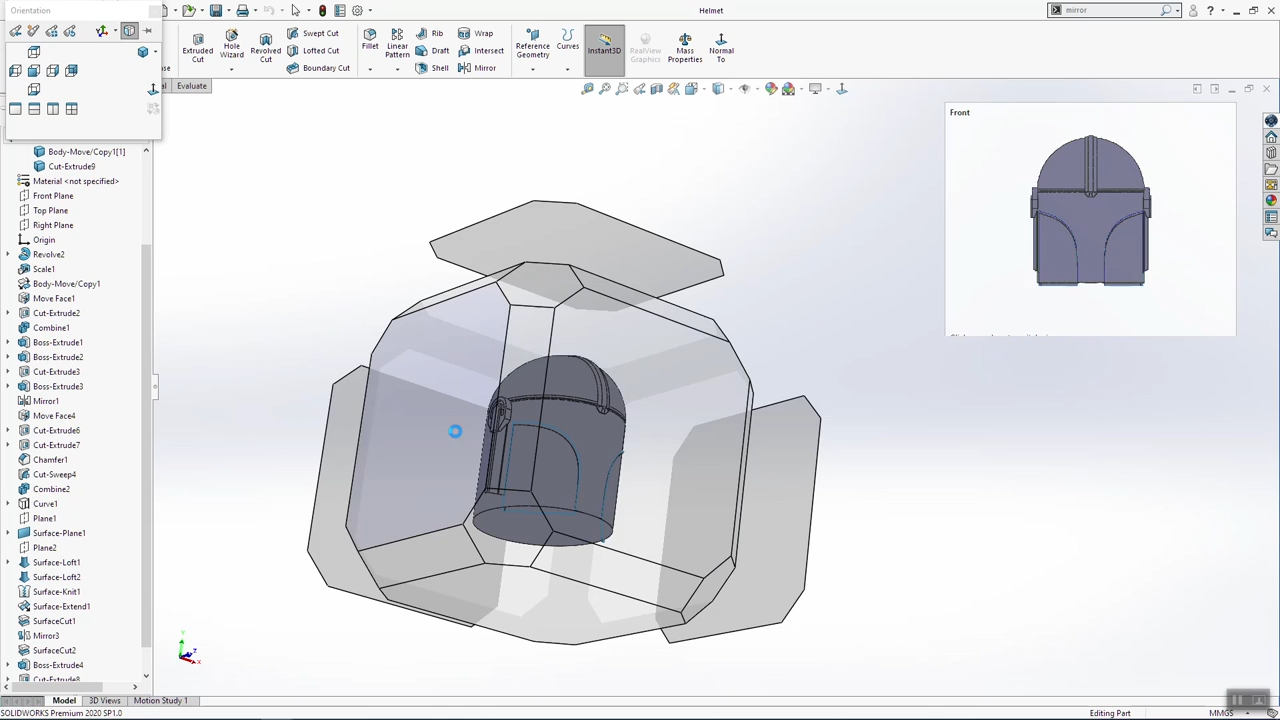 Orientation
Helmet
mirror
Extruded Cut
Hole Wizard
Revolved Cut
Swept Cut
Lofted Cut
Boundary Cut
Fillet
Linear Pattern
Rib
Draft
Shell
Wrap
Intersect
Mirror
Reference Geometry
Curves
Instant3D
RealView Graphics
Mass Properties
Normal To
Evaluate
Front
Body-Move/Copy1[1]
Cut-Extrude9
Material <not specified>
Front Plane
Top Plane
Right Plane
Origin
Revolve2
Scale1
Body-Move/Copy1
Move Face1
Cut-Extrude2
Combine1
Boss-Extrude1
Boss-Extrude2
Cut-Extrude3
Boss-Extrude3
Mirror1
Move Face4
Cut-Extrude6
Cut-Extrude7
Chamfer1
Cut-Sweep4
Combine2
Curve1
Plane1
Surface-Plane1
Plane2
Surface-Loft1
Surface-Loft2
Surface-Knit1
Surface-Extend1
SurfaceCut1
Mirror3
SurfaceCut2
Boss-Extrude4
Cut-Extrude8
Y
Z
X
Model
3D Views
Motion Study 1
SOLIDWORKS Premium 2020 SP1.0
Editing Part
MMGS